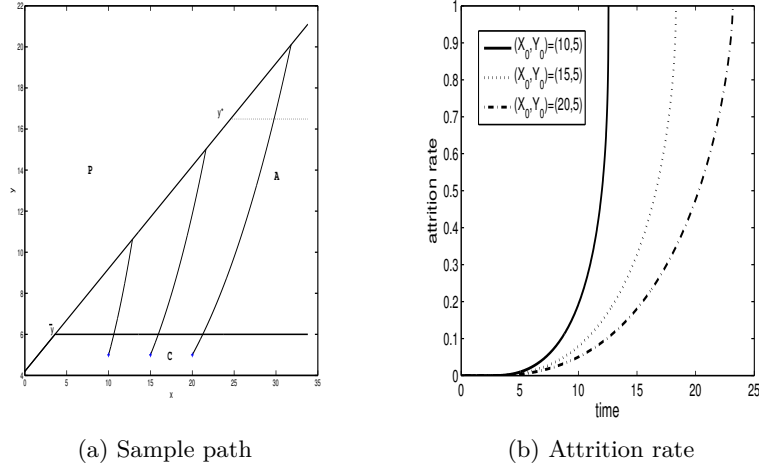 22
20
18
16
14
12
10
8
6
4
0
5
10
15
20
25
30
35
y
x
P
A
C
y*
ȳ
(a) Sample path
1
0.9
0.8
0.7
0.6
0.5
0.4
0.3
0.2
0.1
0
0
5
10
15
20
25
attrition rate
time
(X0,Y0)=(10,5)
(X0,Y0)=(15,5)
(X0,Y0)=(20,5)
(b) Attrition rate